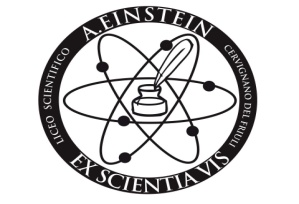 A.EINSTEIN
LICEO SCIENTIFICO
CERVIGNANO DEL FRIULI
EX SCIENTIA VIS